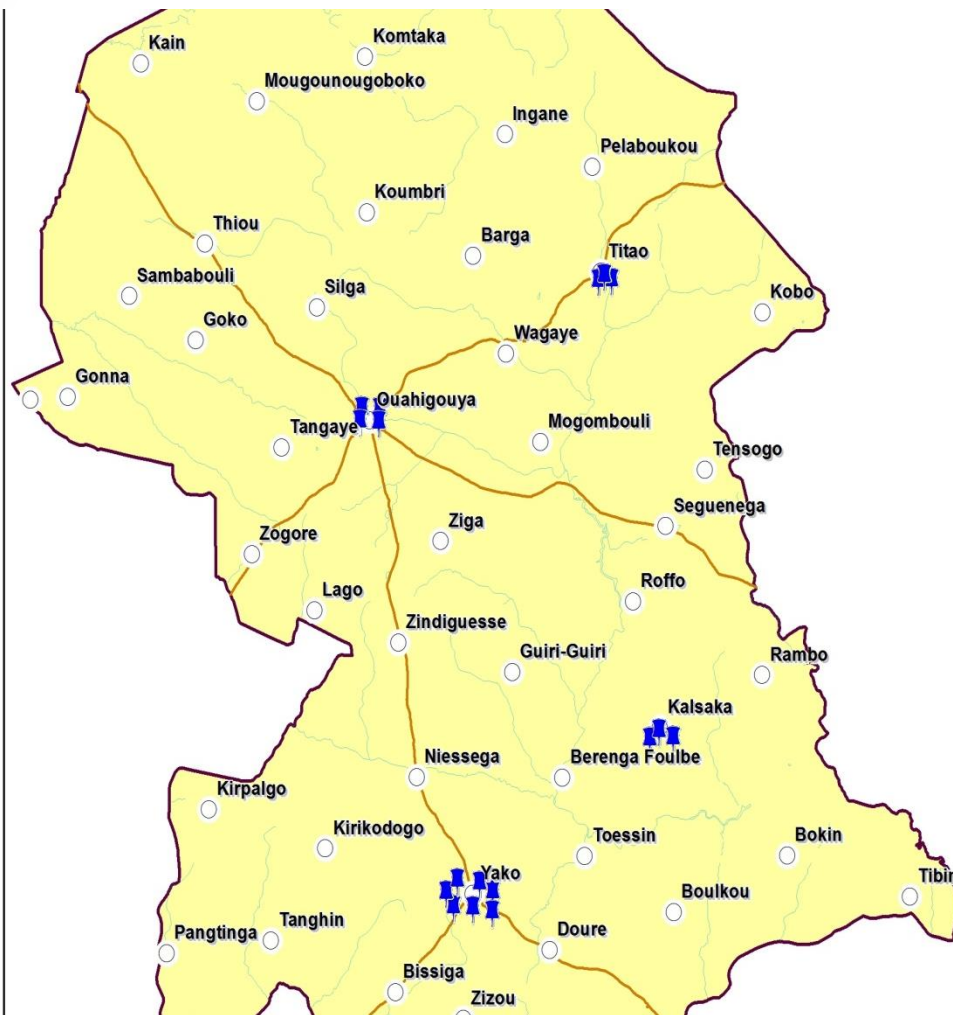 Kain
Komtaka
Mougounougoboko
Ingane
Pelaboukou
Koumbri
Thiou
Barga
Titao
Sambabouli
Silga
Kobo
Goko
Wagaye
Gonna
Ouahigouya
Tangaye
Mogombouli
Tensogo
Seguenega
Zogore
Ziga
Roffo
Lago
Zindiguesse
Guiri-Guiri
Rambo
Kalsaka
Niessega
Berenga Foulbe
Kirpalgo
Kirikodogo
Toessin
Bokin
Yako
Tibin
Boulkou
Pangtinga
Tanghin
Doure
Bissiga
Zizou